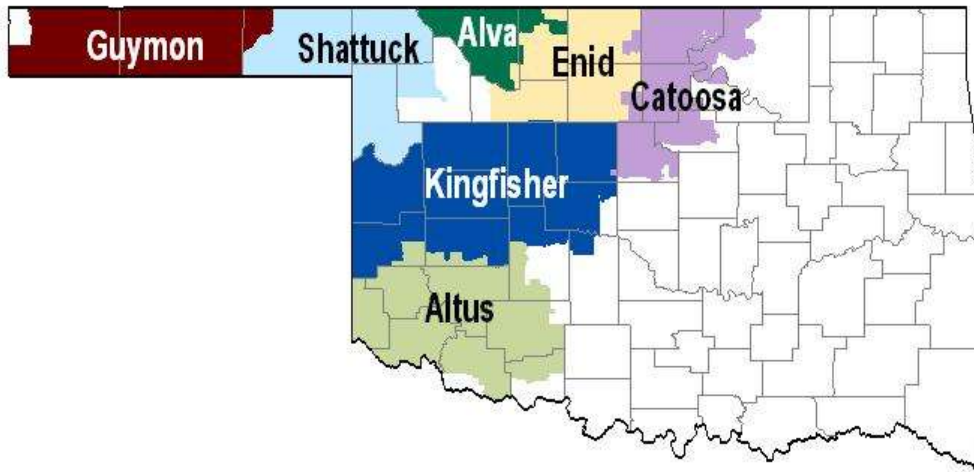 Guymon
Shattuck
Alva
Enid
Catoosa
Kingfisher
Altus